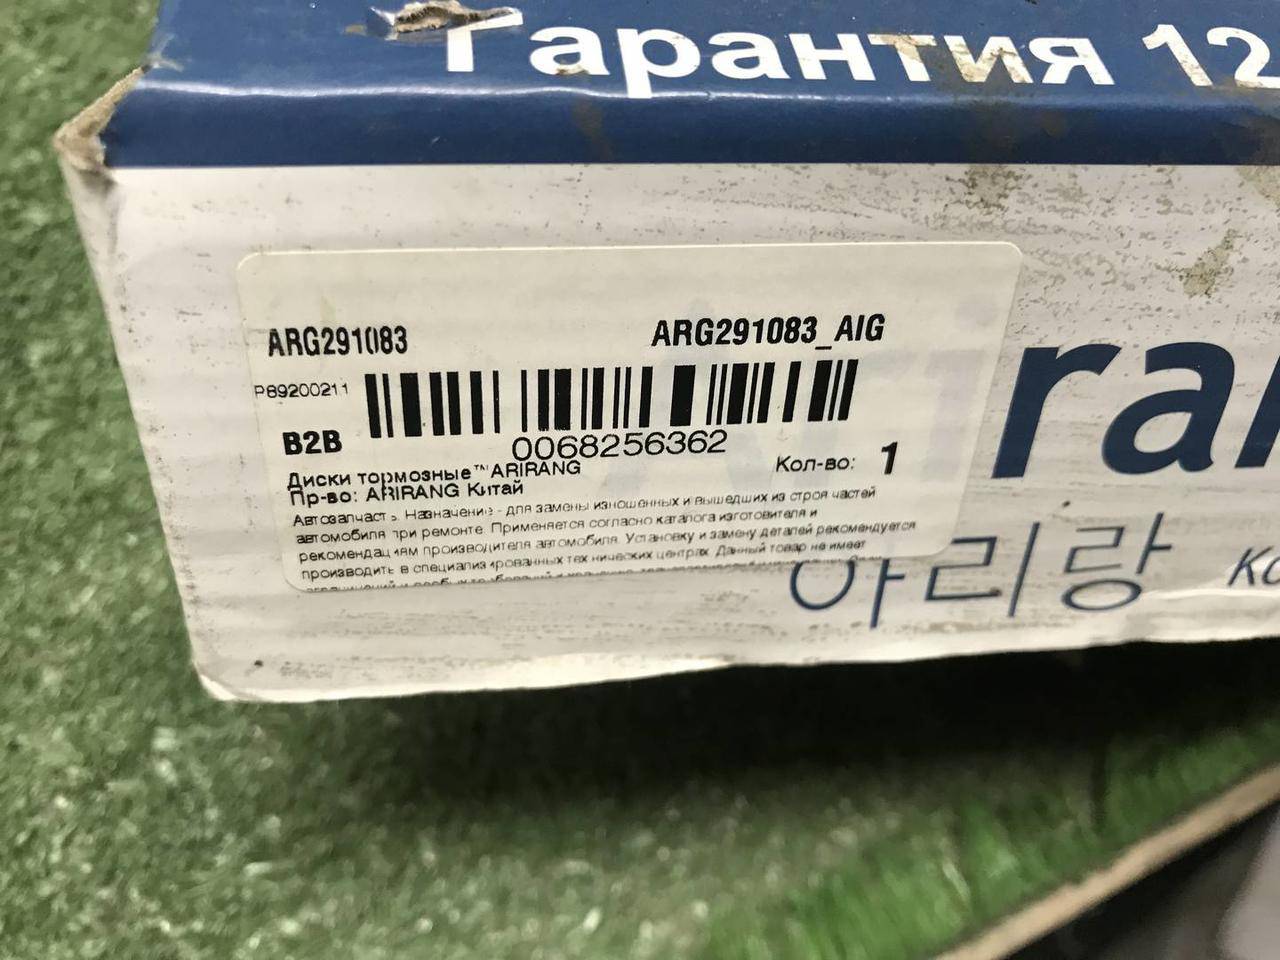 Гарантия 12
ARG291083
ARG291083_AIG
P89200211
B2B
0068256362
Диски тормозные™ARIRANG
Кол-во: 1
Пр-во: ARIRANG Китай
Автозапчасть. Назначение - для замены изношенных и вышедших из строя частей
автомобиля при ремонте. Применяется согласно каталога изготовителя и
рекомендациям производителя автомобиля. Установку и замену деталей рекомендуется
производить в специализированных технических центрах. Данный товар не имеет
ira
아리랑